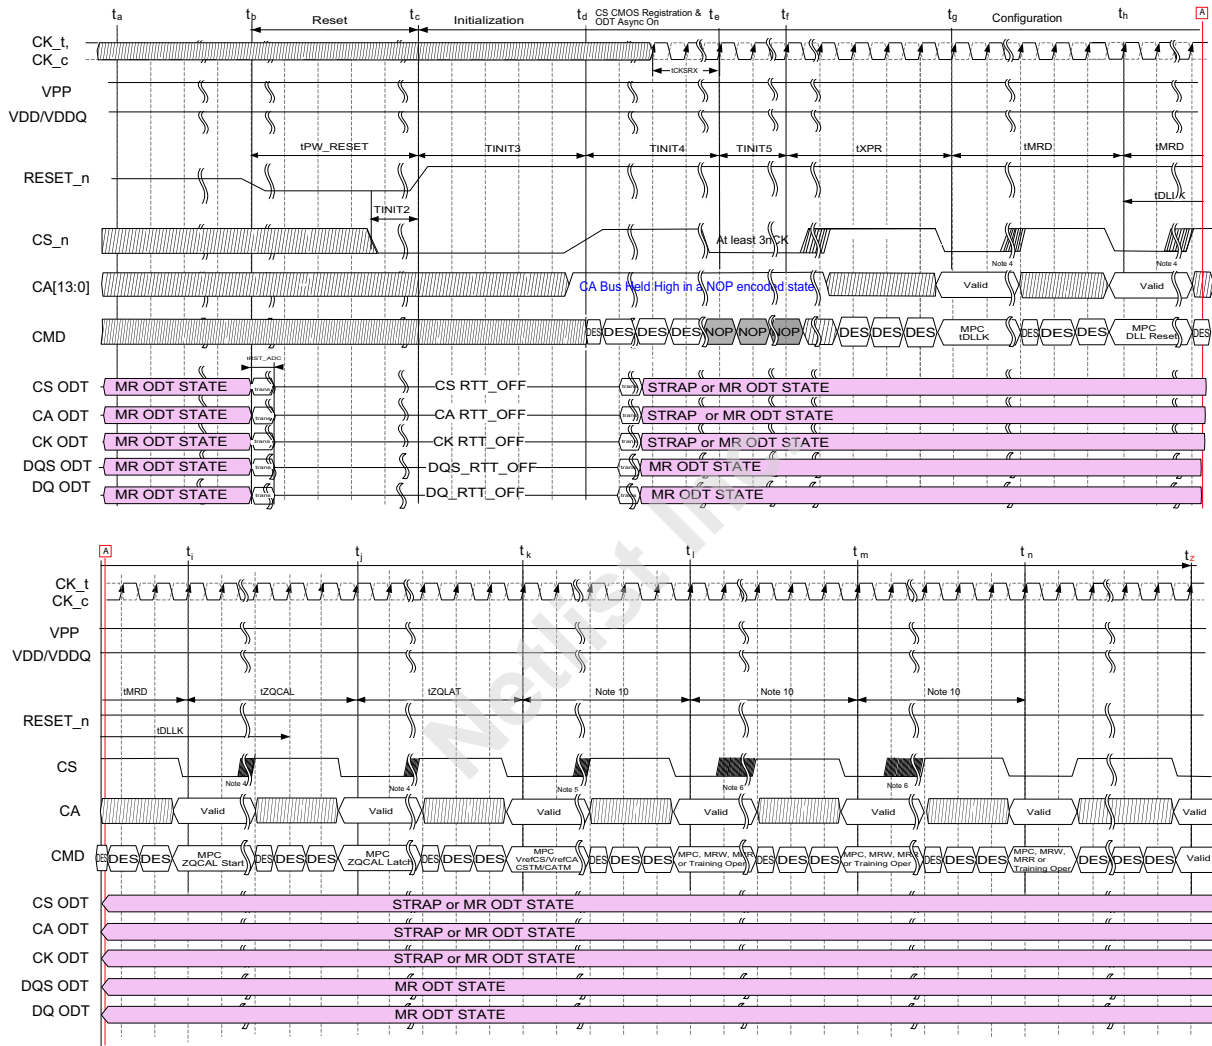 ta tb Reset tc Initialization td CS CMOS Registration & ODT Async On te tf tg Configuration th A
CK_t,
CK_c
tCKSRX
VPP
VDD/VDDQ
tPW_RESET TINIT3 TINIT4 TINIT5 tXPR tMRD tMRD
RESET_n
tDLLK
TINIT2
CS_n At least 3nCK
Note 4 Note 4
CA[13:0] CA Bus Held High in a NOP encoded state Valid Valid
CMD DES DES DES DES NOP NOP NOP DES DES DES MPC tDLLK DES DES DES MPC DLL Reset DES
tRST_ADC
CS ODT MR ODT STATE trans CS RTT_OFF trans STRAP or MR ODT STATE
CA ODT MR ODT STATE trans CA RTT_OFF trans STRAP or MR ODT STATE
CK ODT MR ODT STATE trans CK RTT_OFF STRAP or MR ODT STATE
DQS ODT MR ODT STATE trans DQS_RTT_OFF trans MR ODT STATE
DQ ODT MR ODT STATE trans DQ_RTT_OFF trans MR ODT STATE
Netlist Inc
A ti tj tk tl tm tn tz
CK_t
CK_c
VPP
VDD/VDDQ
tMRD tZQCAL tZQLAT Note 10 Note 10 Note 10
RESET_n
tDLLK
CS
Note 4 Note 4 Note 5 Note 6 Note 6
CA Valid Valid Valid Valid Valid Valid Valid
CMD DES DES DES MPC ZQCAL Start DES DES DES MPC ZQCAL Latch DES DES DES MPC VrefCS/VrefCA CSTM/CATM DES DES DES MPC, MRW, MRR or Training Oper DES DES DES MPC, MRW, MRR or Training Oper DES DES DES MPC, MRW, MRR or Training Oper DES DES DES Valid
CS ODT STRAP or MR ODT STATE
CA ODT STRAP or MR ODT STATE
CK ODT STRAP or MR ODT STATE
DQS ODT MR ODT STATE
DQ ODT MR ODT STATE